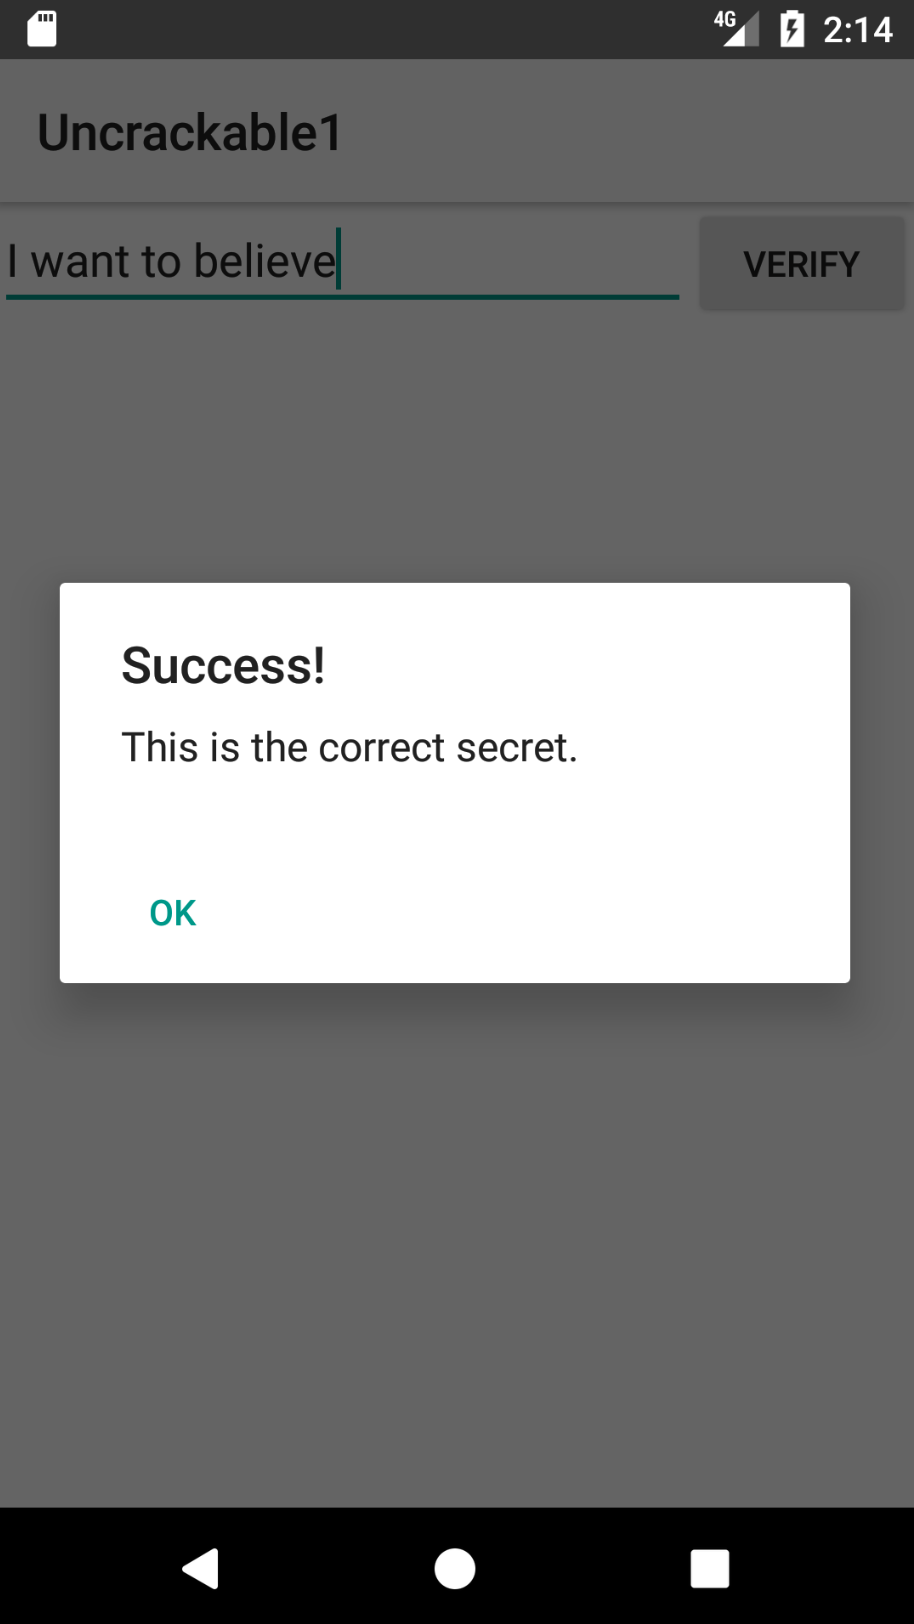 4G 2:14
Uncrackable1
I want to believe VERIFY
Success!
This is the correct secret.
OK